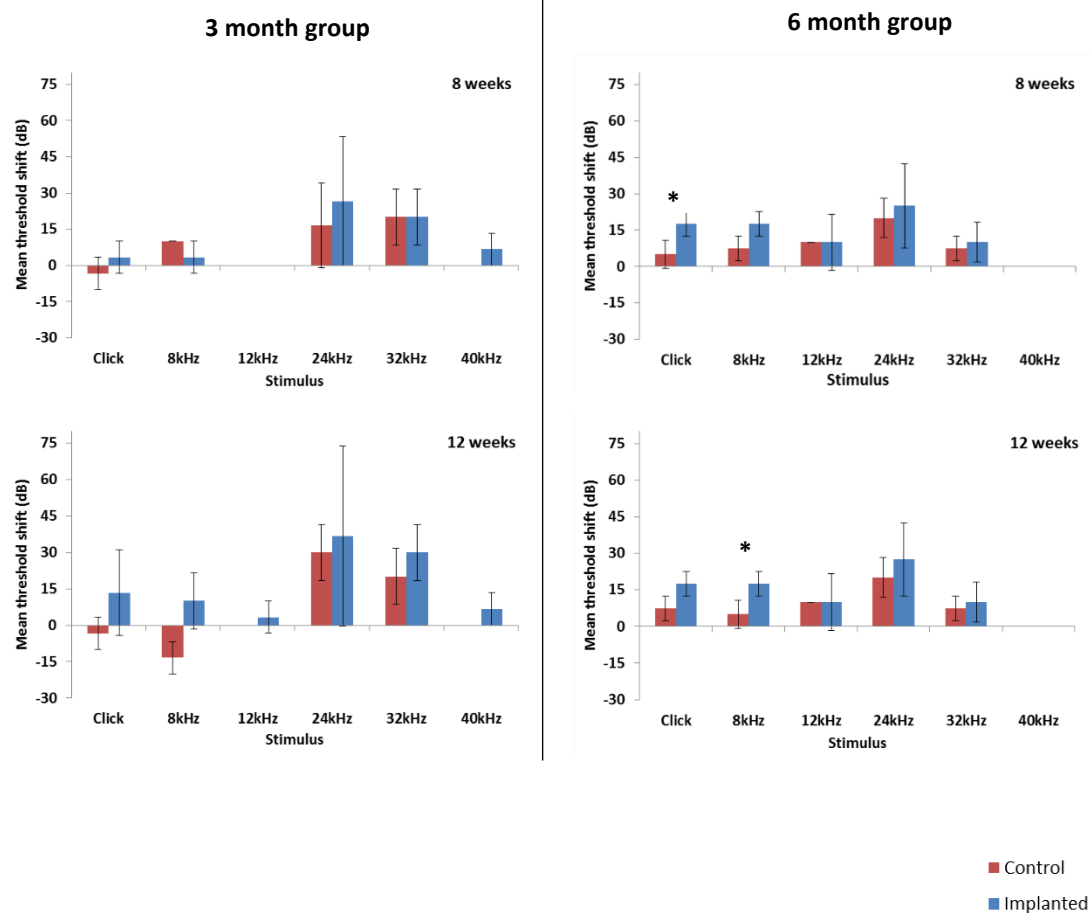 3 month group
6 month group
8 weeks
Mean threshold shift (dB)
75
60
45
30
15
0
-15
-30
Click 8kHz 12kHz 24kHz 32kHz 40kHz
Stimulus
8 weeks
Mean threshold shift (dB)
75
60
45
30
15
0
-15
-30
*
Click 8kHz 12kHz 24kHz 32kHz 40kHz
Stimulus
12 weeks
Mean threshold shift (dB)
75
60
45
30
15
0
-15
-30
Click 8kHz 12kHz 24kHz 32kHz 40kHz
Stimulus
12 weeks
Mean threshold shift (dB)
75
60
45
30
15
0
-15
-30
*
Click 8kHz 12kHz 24kHz 32kHz 40kHz
Stimulus
Control
Implanted